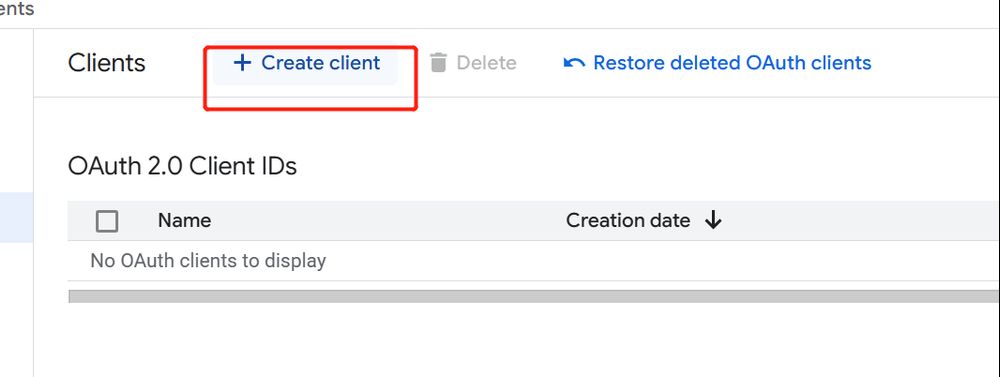 ents
Clients + Create client Delete Restore deleted OAuth clients
OAuth 2.0 Client IDs
Name Creation date
No OAuth clients to display